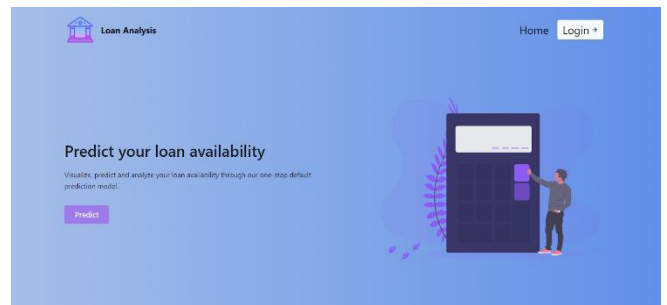 Loan Analysis
Home
Login →
Predict your loan availability
Visualize, predict and analyze your loan availability through our one-stop default
prediction model.
Predict